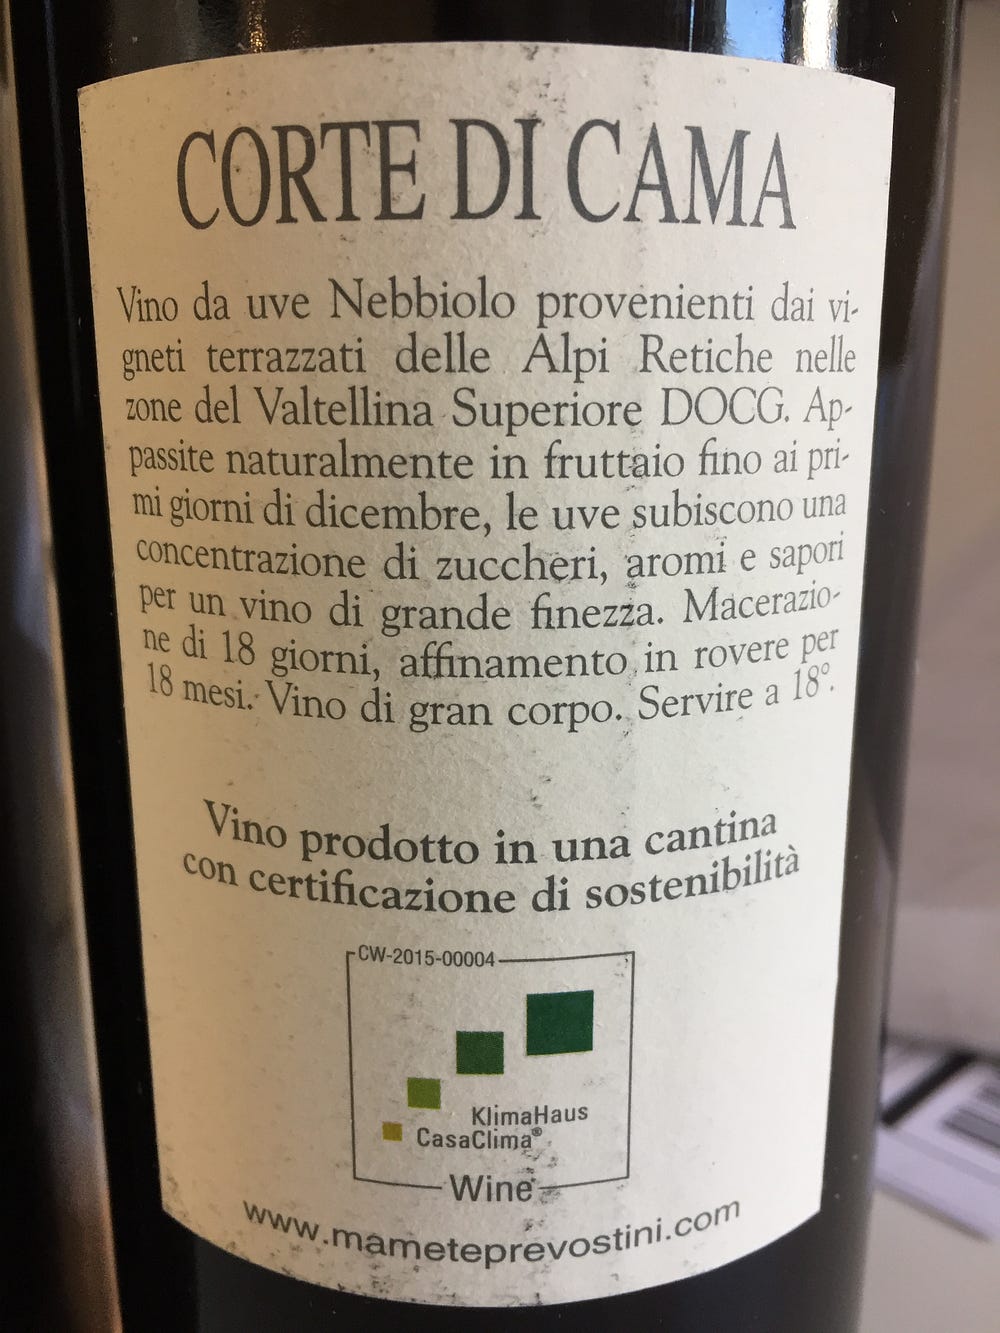 CORTE DI CAMA
Vino da uve Nebbiolo provenienti dai vi-
gneti terrazzati delle Alpi Retiche nelle
zone del Valtellina Superiore DOCG. Ap-
passite naturalmente in fruttaio fino ai pri-
mi giorni di dicembre, le uve subiscono una
concentrazione di zuccheri, aromi e sapori
per un vino di grande finezza. Macerazio-
ne di 18 giorni, affinamento in rovere per
18 mesi. Vino di gran corpo. Servire a 18°.
Vino prodotto in una cantina
con certificazione di sostenibilità
CW-2015-00004
KlimaHaus
CasaClima®
Wine
www.mameteprevostini.com